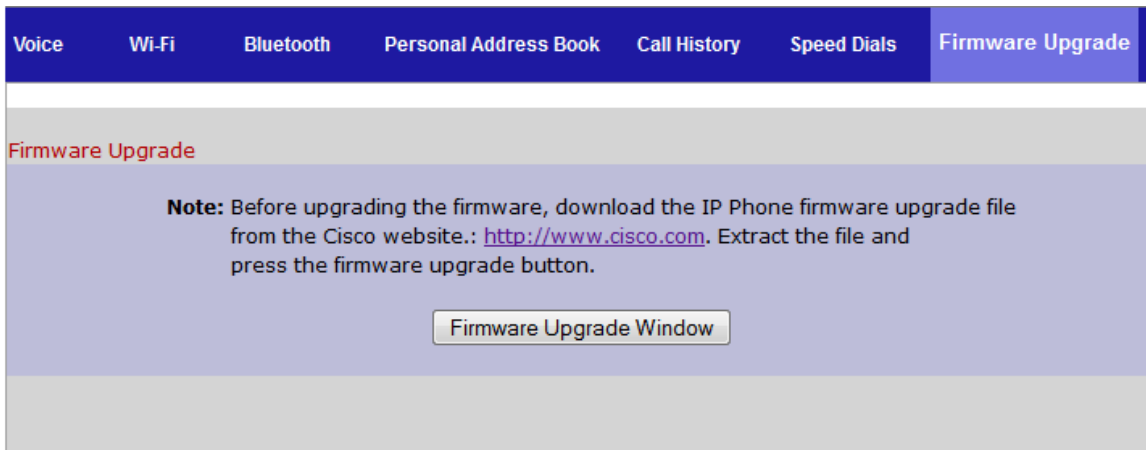 Voice Wi-Fi Bluetooth Personal Address Book Call History Speed Dials Firmware Upgrade
Firmware Upgrade
Note: Before upgrading the firmware, download the IP Phone firmware upgrade file
from the Cisco website.: http://www.cisco.com. Extract the file and
press the firmware upgrade button.
Firmware Upgrade Window